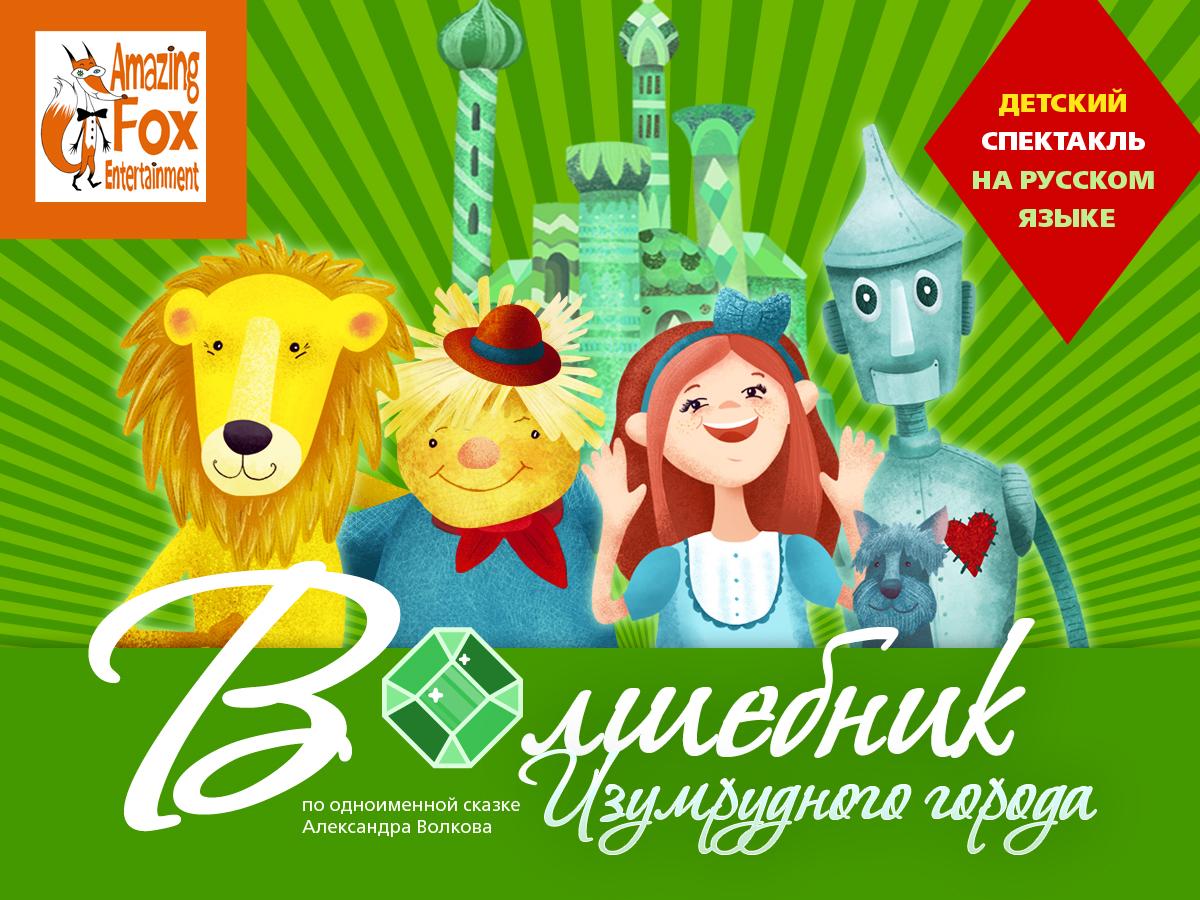 Amazing
Fox
Entertainment
ДЕТСКИЙ
СПЕКТАКЛЬ
НА РУССКОМ
ЯЗЫКЕ
Волшебник
Изумрудного города
по одноименной сказке
Александра Волкова